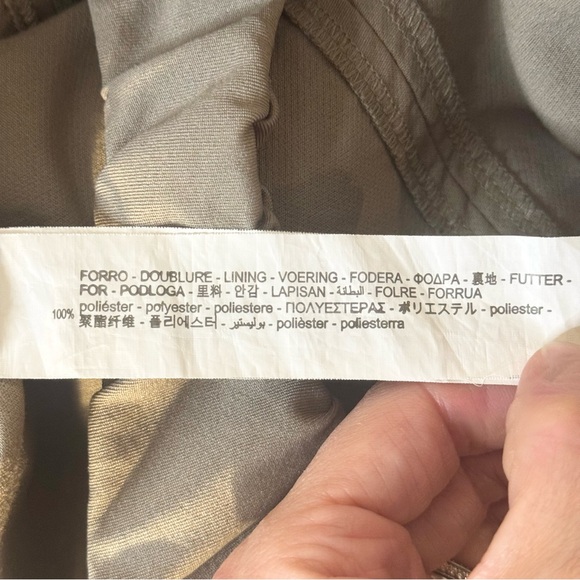 FORRO - DOUBLURE - LINING - VOERING - FODERA - ΦΟΔΡΑ - 裏地 - FUTTER -
FOR - PODLOGA - 里料 - 안감 - LAPISAN - البطانة - FOLRE - FORRUA
100% poliéster - polyester - poliestere - ΠΟΛΥΕΣΤΕΡΑΣ - ポリエステル - poliester -
聚酯纤维 - 폴리에스터 - بوليستير - polièster - poliesterra